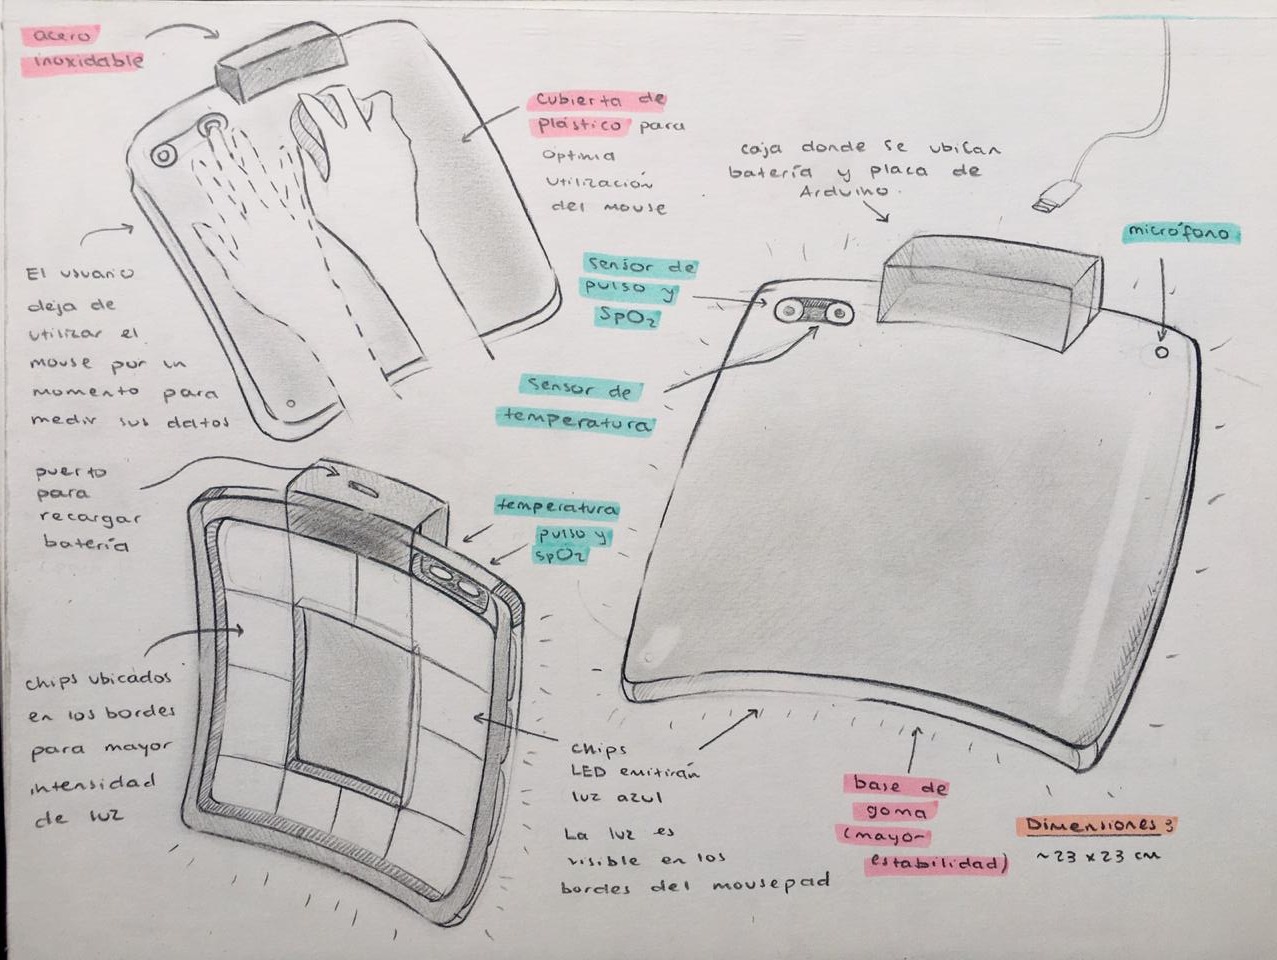 acero
inoxidable
cubierta de
plástico para
optima
utilización
del mouse
caja donde se ubican
batería y placa de
Arduino.
micrófono
sensor de
pulso y
SpO₂
El usuario
deja de
utilizar el
mouse por un
momento para
medir sus datos
sensor de
temperatura
puerto
para
recargar
batería
temperatura
pulso y
spO₂
chips ubicados
en los bordes
para mayor
intensidad
de luz
chips
LED emitirán
luz azul
La luz es
visible en los
bordes del mousepad
base de
goma
(mayor
estabilidad)
Dimensiones:
~23 x 23 cm